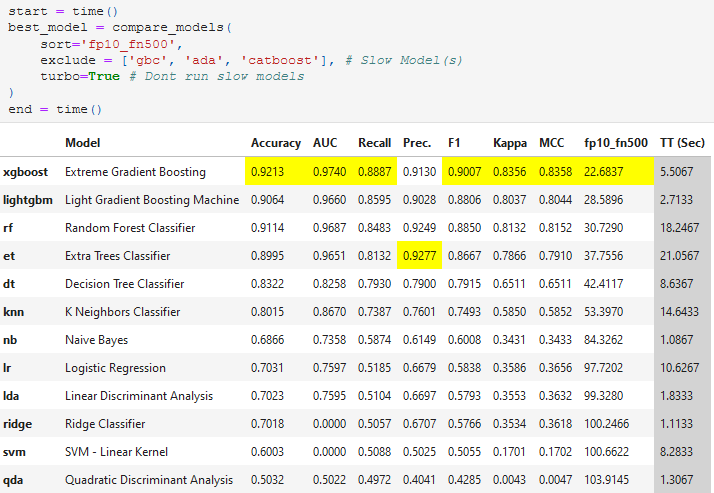 start = time()
best_model = compare_models(
    sort='fp10_fn500',
    exclude = ['gbc', 'ada', 'catboost'], # Slow Model(s)
    turbo=True # Dont run slow models
)
end = time()
Model Accuracy AUC Recall Prec. F1 Kappa MCC fp10_fn500 TT (Sec)
xgboost Extreme Gradient Boosting 0.9213 0.9740 0.8887 0.9130 0.9007 0.8356 0.8358 22.6837 5.5067
lightgbm Light Gradient Boosting Machine 0.9064 0.9660 0.8595 0.9028 0.8806 0.8037 0.8044 28.5896 2.7133
rf Random Forest Classifier 0.9114 0.9687 0.8483 0.9249 0.8850 0.8132 0.8152 30.7290 18.2467
et Extra Trees Classifier 0.8995 0.9651 0.8132 0.9277 0.8667 0.7866 0.7910 37.7556 21.0567
dt Decision Tree Classifier 0.8322 0.8258 0.7930 0.7900 0.7915 0.6511 0.6511 42.4117 8.6367
knn K Neighbors Classifier 0.8015 0.8670 0.7387 0.7601 0.7493 0.5850 0.5852 53.3970 14.6433
nb Naive Bayes 0.6866 0.7358 0.5874 0.6149 0.6008 0.3431 0.3433 84.3262 1.0867
lr Logistic Regression 0.7031 0.7597 0.5185 0.6679 0.5838 0.3586 0.3656 97.7202 10.6267
lda Linear Discriminant Analysis 0.7023 0.7595 0.5104 0.6697 0.5793 0.3553 0.3632 99.3280 1.8333
ridge Ridge Classifier 0.7018 0.0000 0.5057 0.6707 0.5766 0.3534 0.3618 100.2466 1.1133
svm SVM - Linear Kernel 0.6003 0.0000 0.5088 0.5025 0.5055 0.1701 0.1702 100.6622 8.2833
qda Quadratic Discriminant Analysis 0.5032 0.5022 0.4972 0.4041 0.4285 0.0043 0.0047 103.9145 1.3067